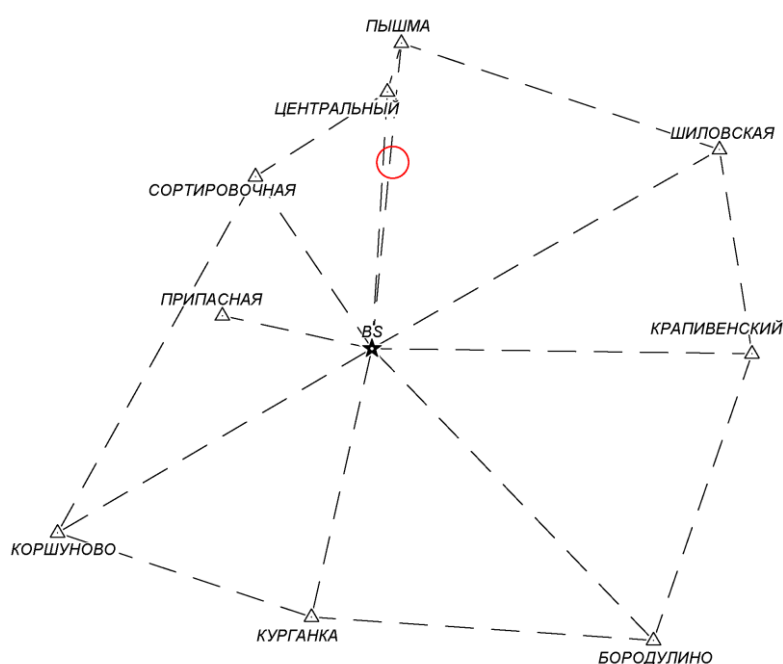 ПЫШМА
ЦЕНТРАЛЬНЫЙ
ШИЛОВСКАЯ
СОРТИРОВОЧНАЯ
ПРИПАСНАЯ
BS
КРАПИВЕНСКИЙ
КОРШУНОВО
КУРГАНКА
БОРОДУЛИНО